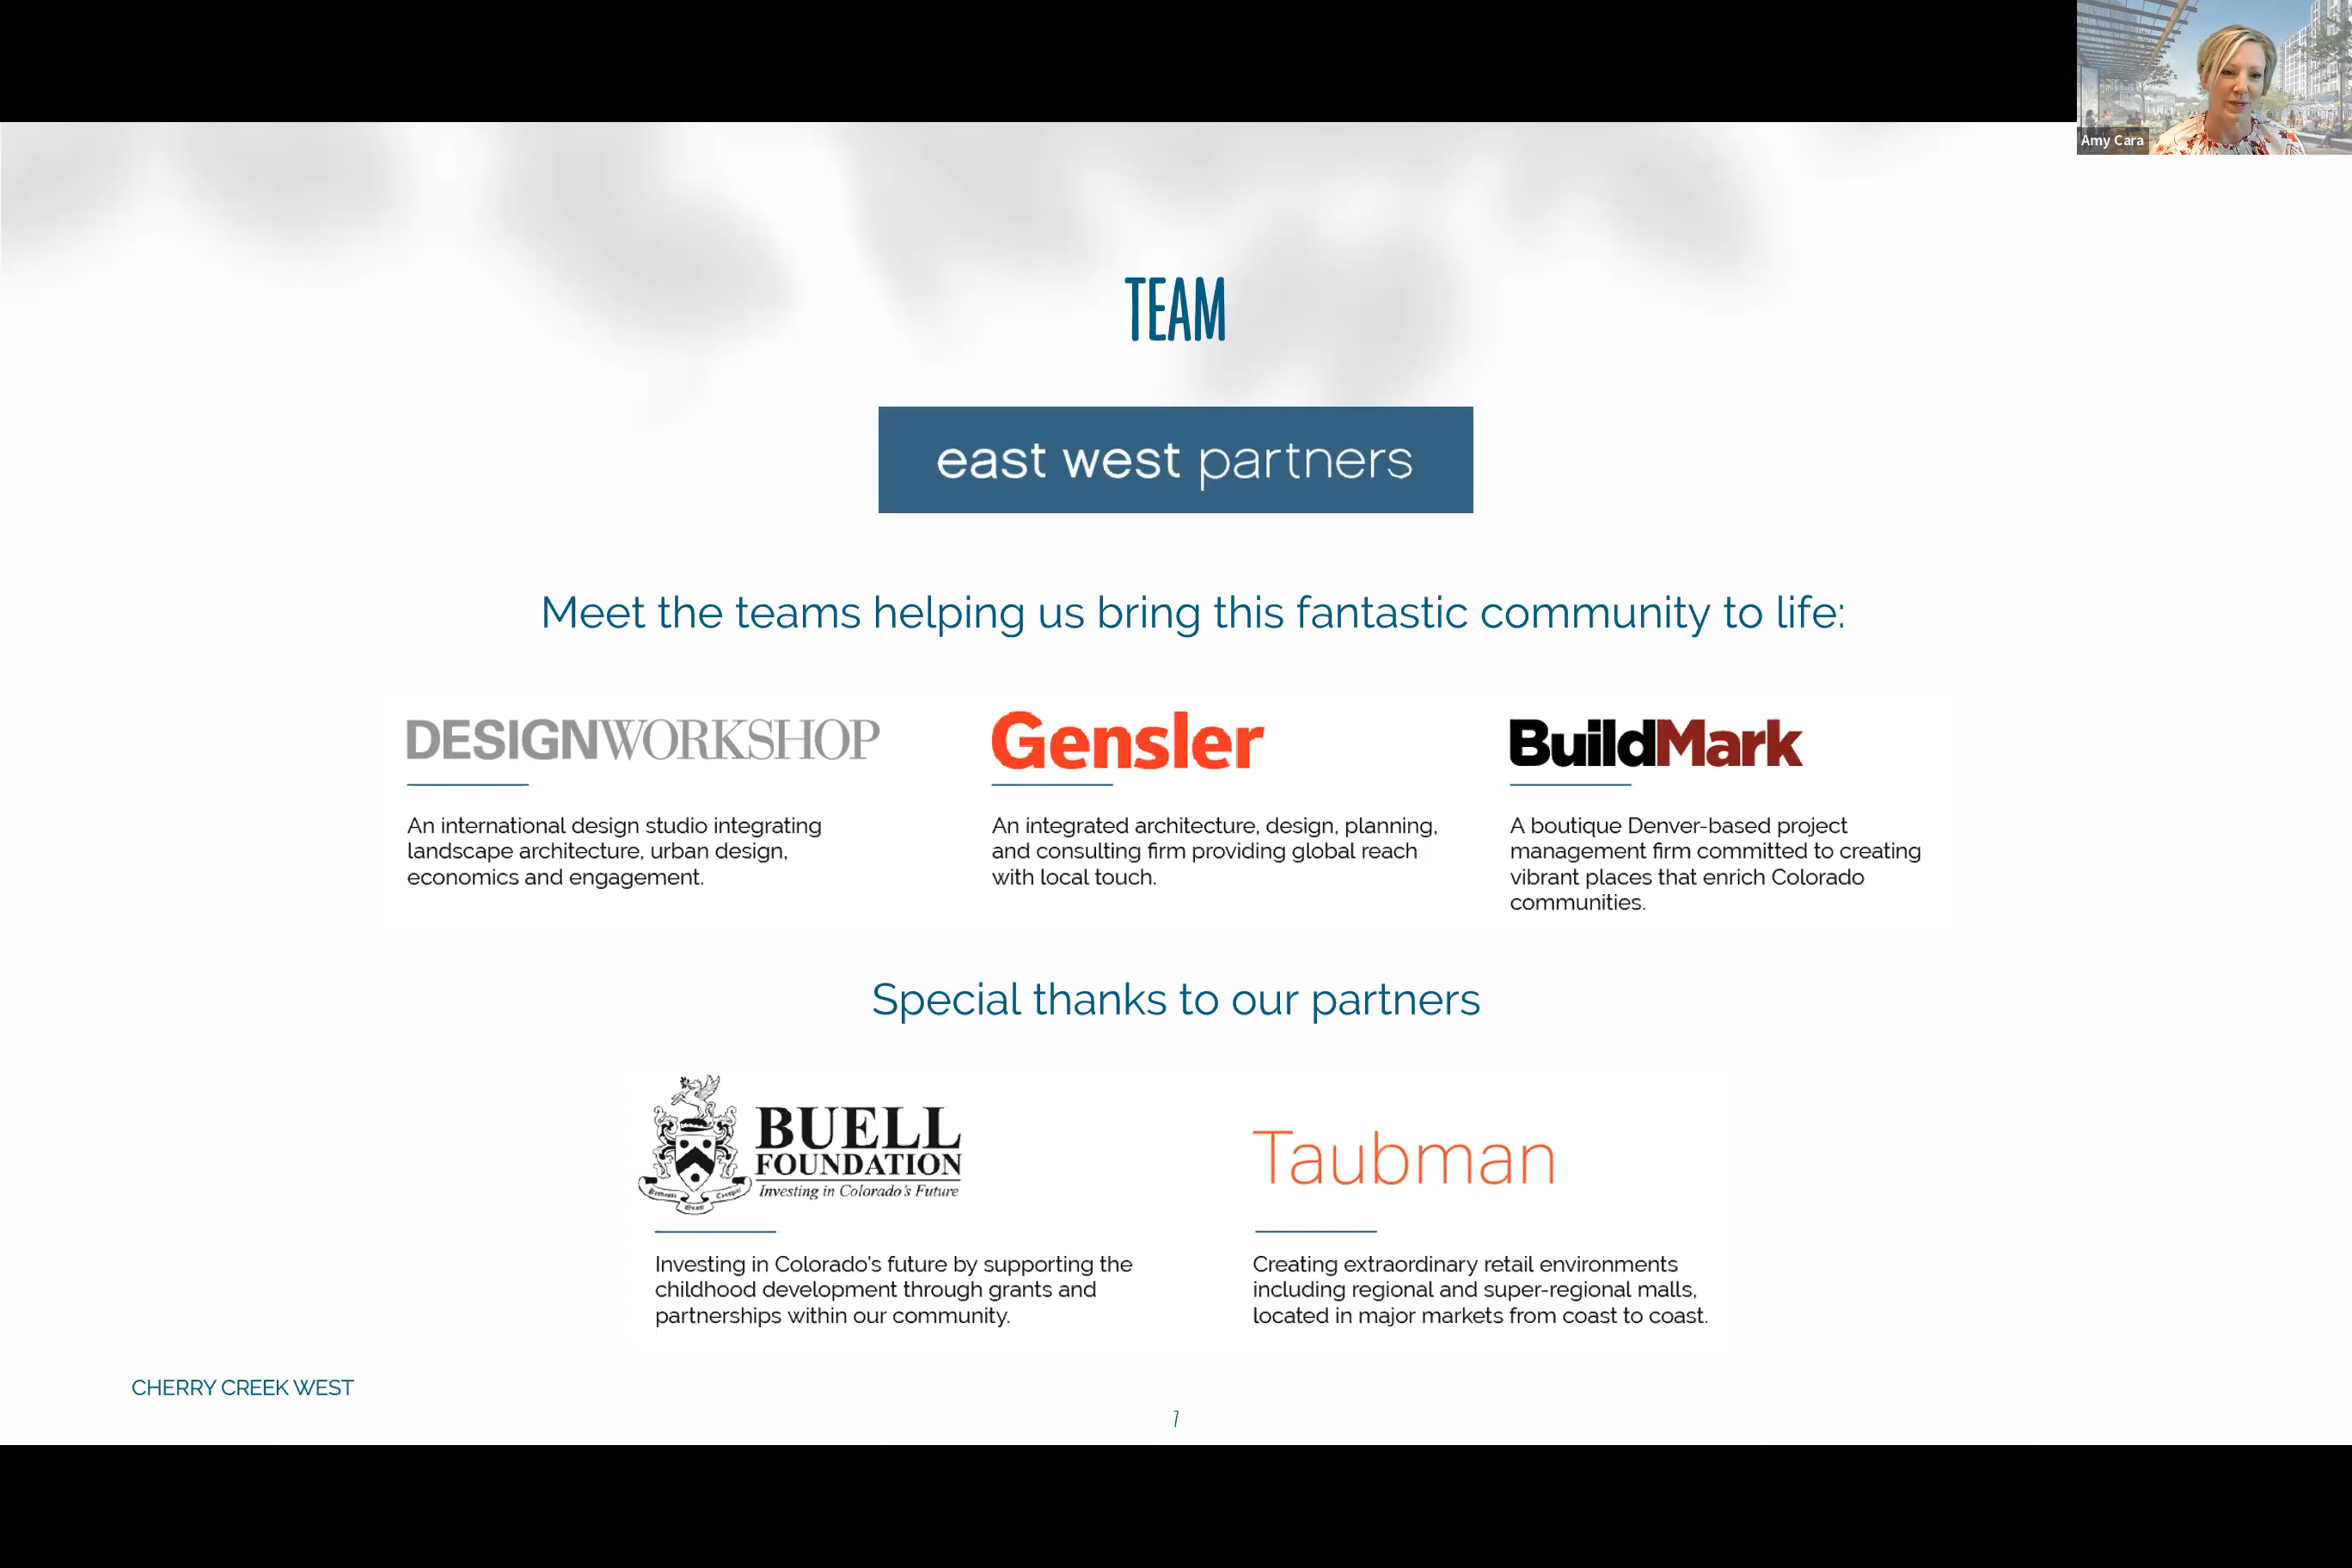 Amy Cara
TEAM
east west partners
Meet the teams helping us bring this fantastic community to life:
DESIGNWORKSHOP
An international design studio integrating
landscape architecture, urban design,
economics and engagement.
Gensler
An integrated architecture, design, planning,
and consulting firm providing global reach
with local touch.
BuildMark
A boutique Denver-based project
management firm committed to creating
vibrant places that enrich Colorado
communities.
Special thanks to our partners
BUELL
FOUNDATION
Investing in Colorado's Future
Investing in Colorado's future by supporting the
childhood development through grants and
partnerships within our community.
Taubman
Creating extraordinary retail environments
including regional and super-regional malls,
located in major markets from coast to coast.
CHERRY CREEK WEST
7